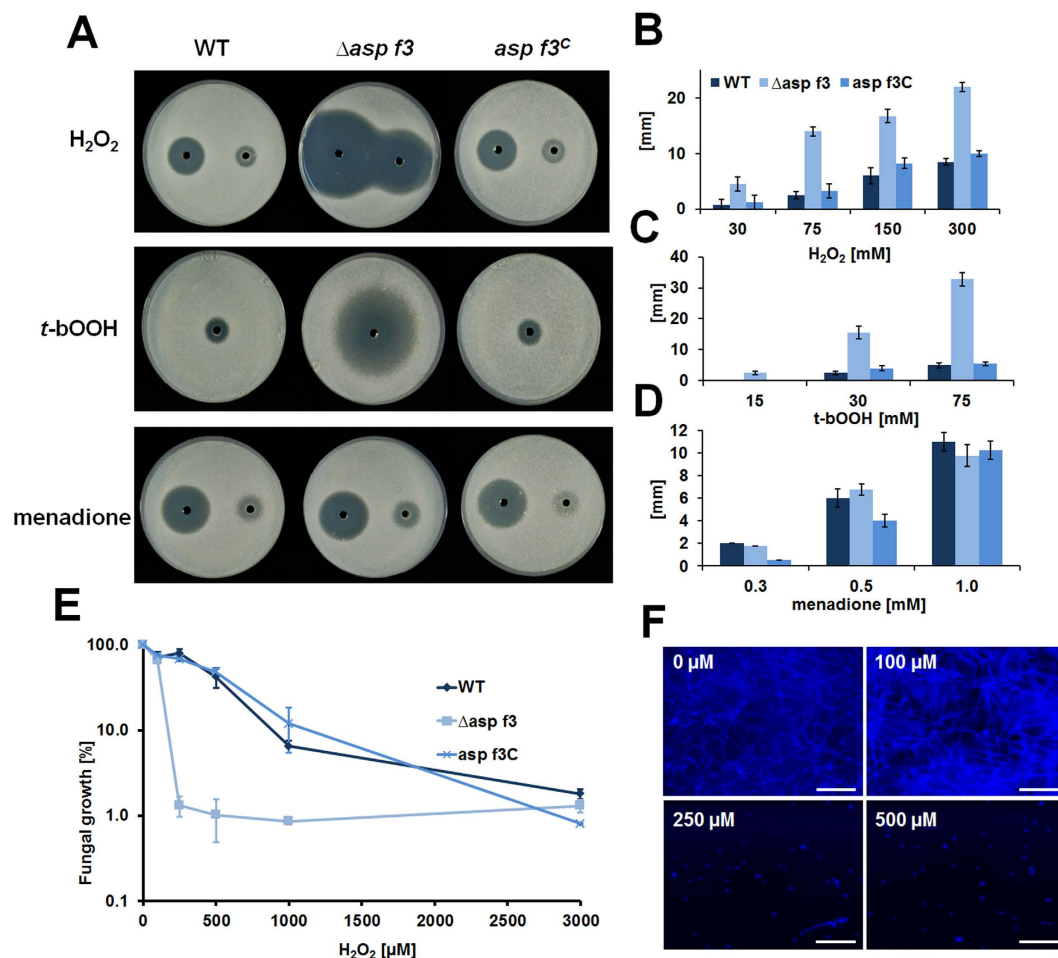 A
WT
Δasp f3
asp f3ᶜ
H₂O₂
t-bOOH
menadione
B
WT
Δasp f3
asp f3C
[mm]
20
10
0
30
75
150
300
H₂O₂ [mM]
C
[mm]
40
30
20
10
0
15
30
75
t-bOOH [mM]
D
[mm]
12
10
8
6
4
2
0
0.3
0.5
1.0
menadione [mM]
E
Fungal growth [%]
100.0
10.0
1.0
0.1
WT
Δasp f3
asp f3C
0
500
1000
1500
2000
2500
3000
H₂O₂ [µM]
F
0 µM
100 µM
250 µM
500 µM